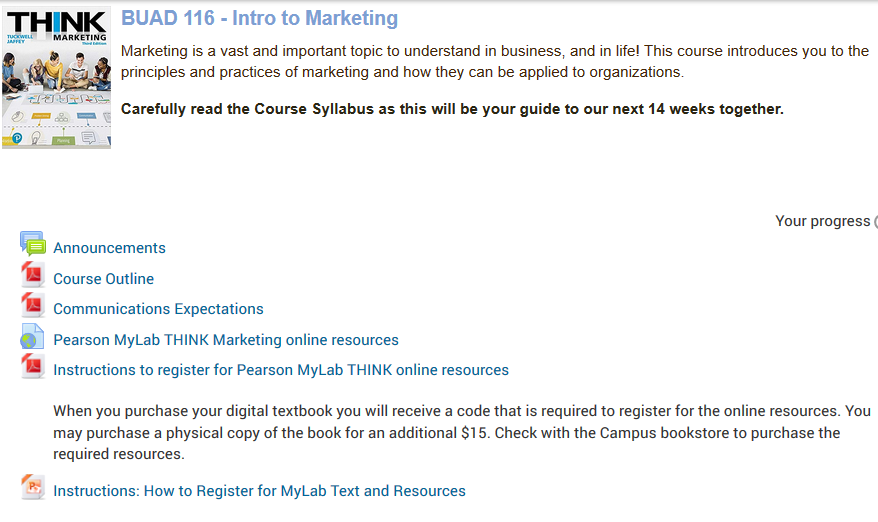 THINK
TUCKWELL
JAFFEY
MARKETING
Third Edition
BUAD 116 - Intro to Marketing
Marketing is a vast and important topic to understand in business, and in life! This course introduces you to the
principles and practices of marketing and how they can be applied to organizations.
Carefully read the Course Syllabus as this will be your guide to our next 14 weeks together.
Your progress
Announcements
Course Outline
Communications Expectations
Pearson MyLab THINK Marketing online resources
Instructions to register for Pearson MyLab THINK online resources
When you purchase your digital textbook you will receive a code that is required to register for the online resources. You
may purchase a physical copy of the book for an additional $15. Check with the Campus bookstore to purchase the
required resources.
Instructions: How to Register for MyLab Text and Resources